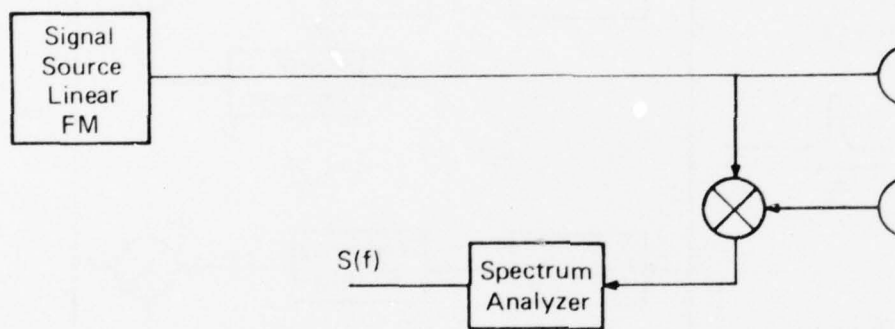 Signal
Source
Linear
FM
S(f)
Spectrum
Analyzer